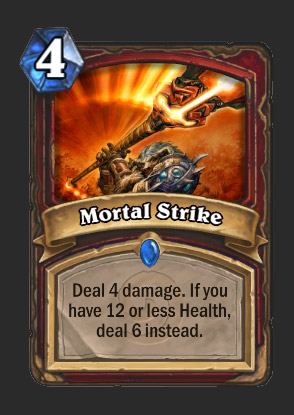 4
Mortal Strike
Deal 4 damage. If you
have 12 or less Health,
deal 6 instead.